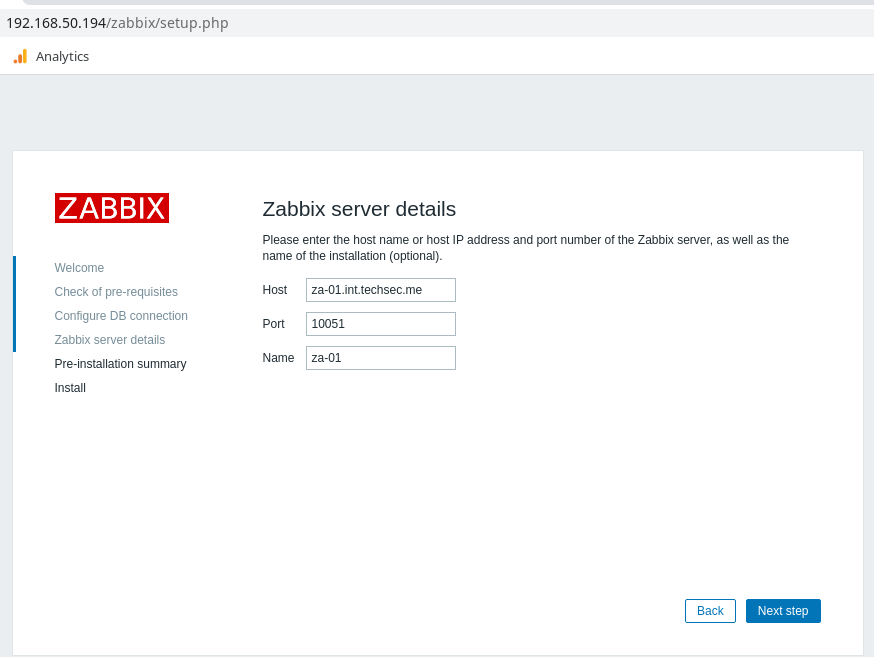 192.168.50.194/zabbix/setup.php
Analytics
ZABBIX
Welcome
Check of pre-requisites
Configure DB connection
Zabbix server details
Pre-installation summary
Install
Zabbix server details
Please enter the host name or host IP address and port number of the Zabbix server, as well as the
name of the installation (optional).
Host za-01.int.techsec.me
Port 10051
Name za-01
Back Next step